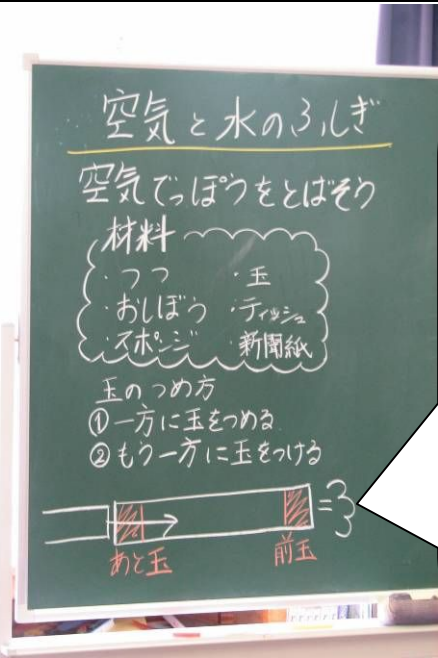 空気と水のふしぎ
空気でっぽうをとばそう
材料
・つつ ・玉
・おしぼう ・ティッシュ
・スポンジ ・新聞紙
玉のつめ方
①一方に玉をつめる
②もう一方に玉をつける
あと玉 前玉